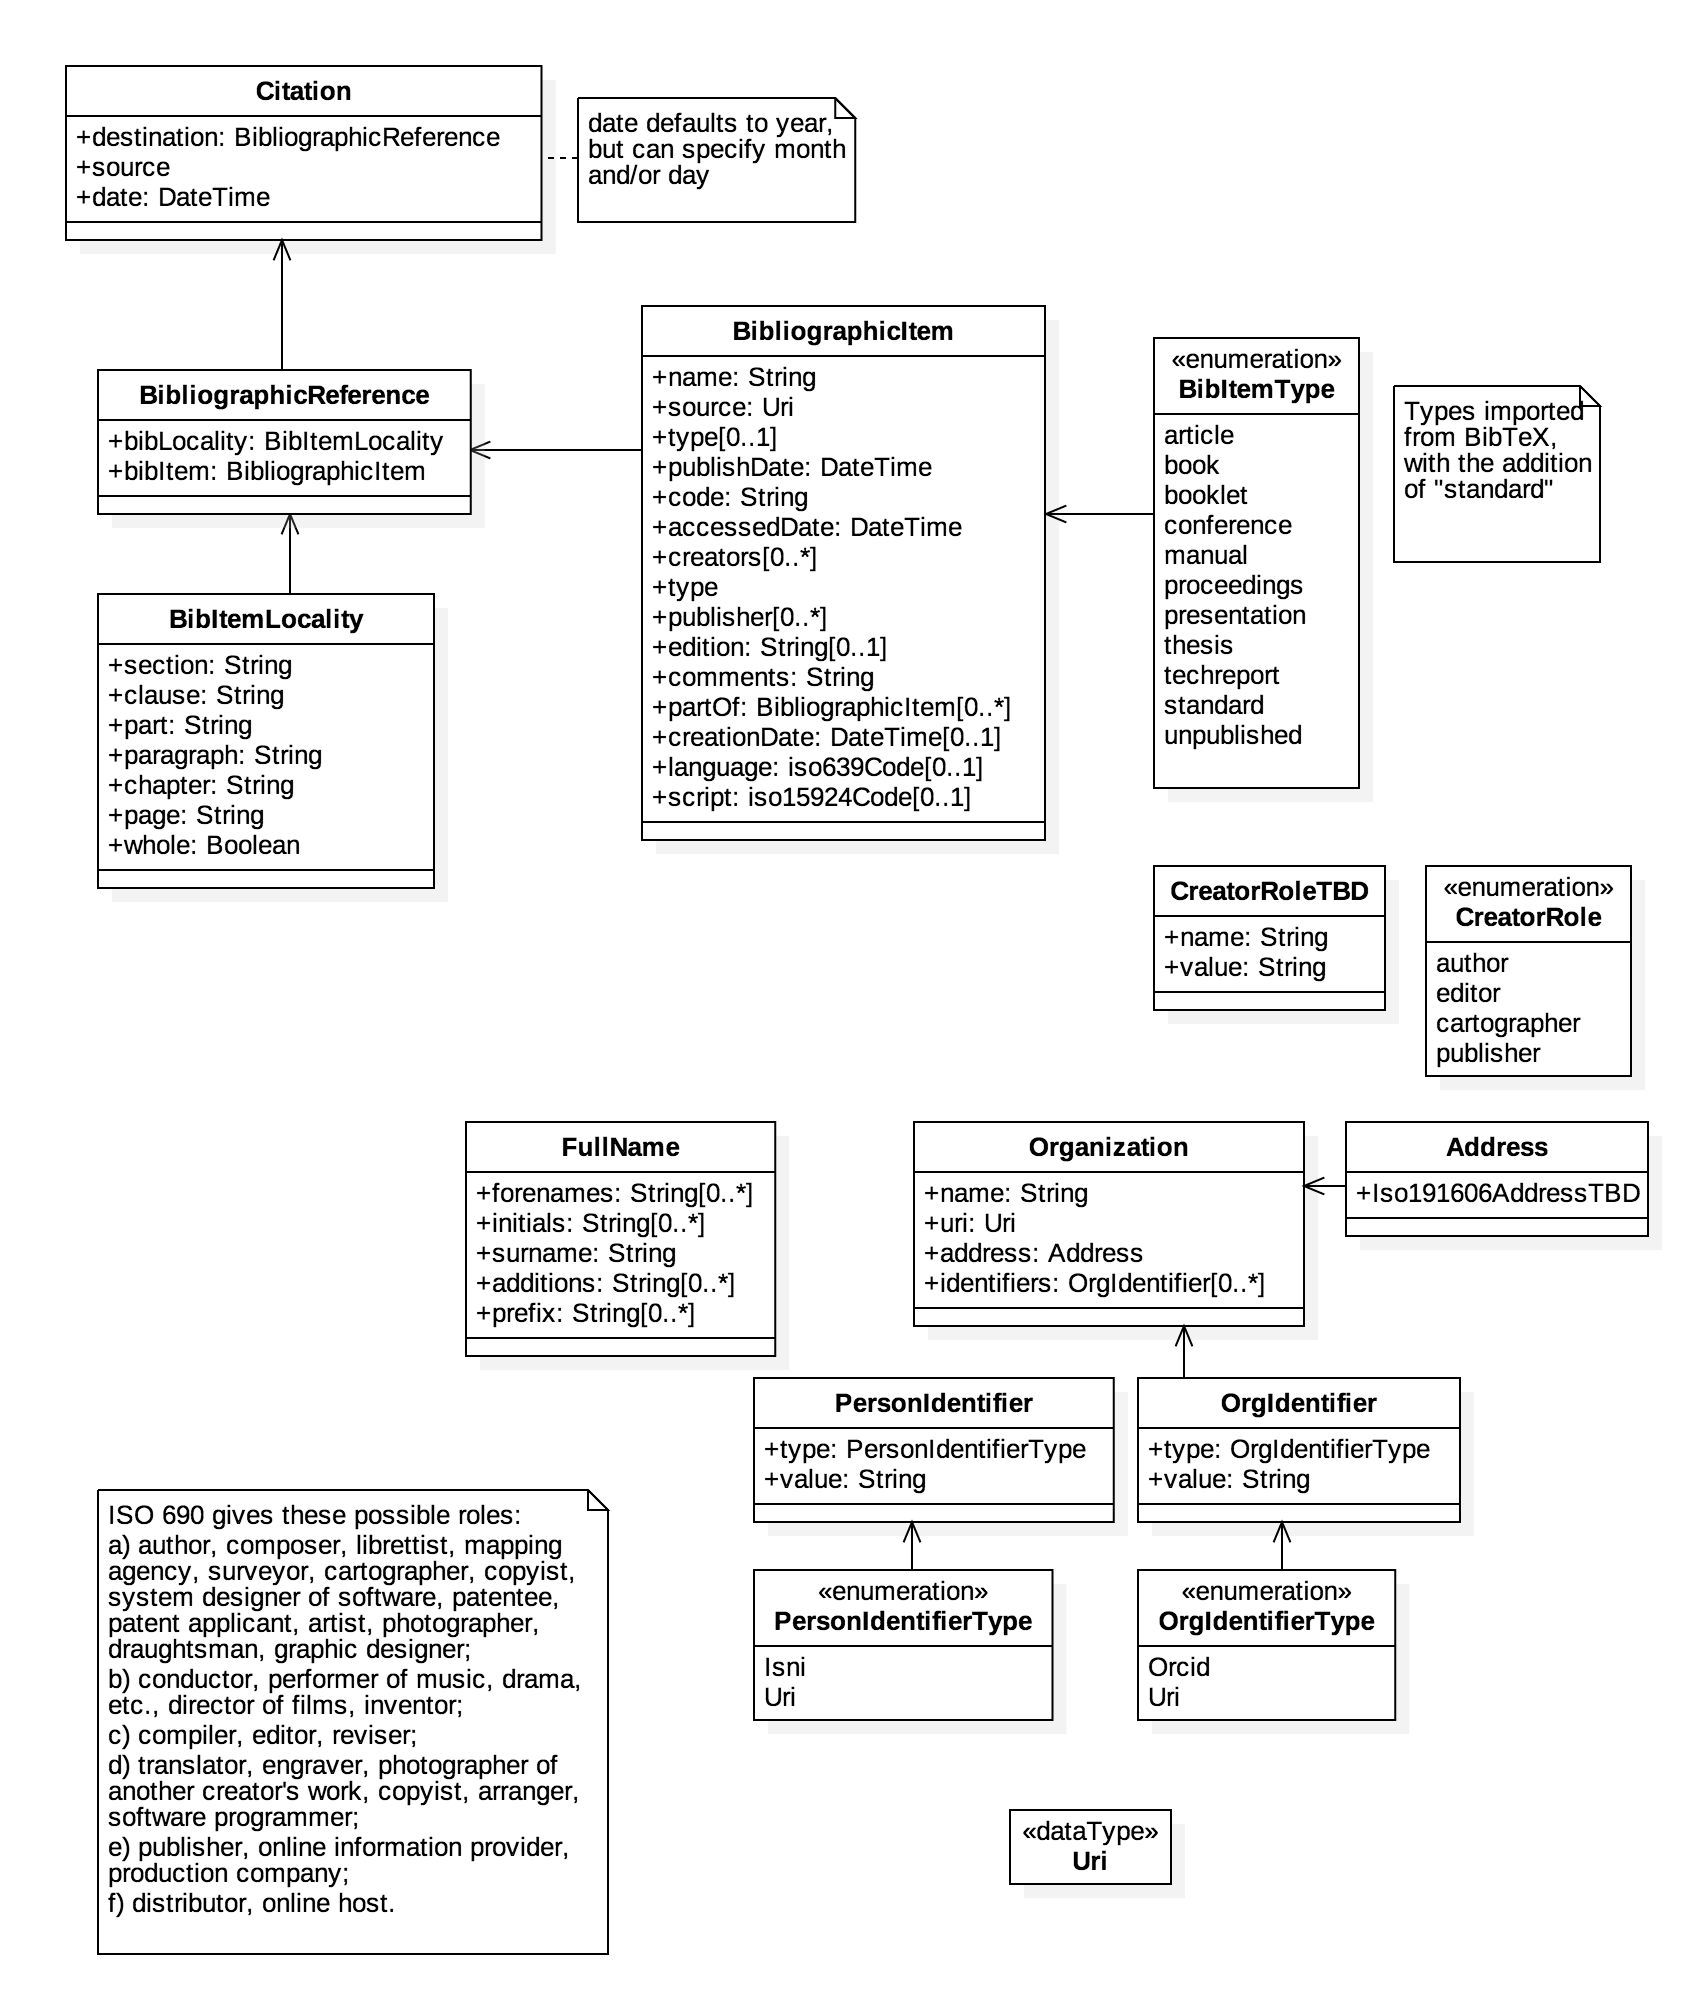 Citation
+destination: BibliographicReference
+source
+date: DateTime
date defaults to year,
but can specify month
and/or day
BibliographicReference
+bibLocality: BibItemLocality
+bibItem: BibliographicItem
BibItemLocality
+section: String
+clause: String
+part: String
+paragraph: String
+chapter: String
+page: String
+whole: Boolean
BibliographicItem
+name: String
+source: Uri
+type[0..1]
+publishDate: DateTime
+code: String
+accessedDate: DateTime
+creators[0..*]
+type
+publisher[0..*]
+edition: String[0..1]
+comments: String
+partOf: BibliographicItem[0..*]
+creationDate: DateTime[0..1]
+language: iso639Code[0..1]
+script: iso15924Code[0..1]
«enumeration»
BibItemType
article
book
booklet
conference
manual
proceedings
presentation
thesis
techreport
standard
unpublished
Types imported
from BibTeX,
with the addition
of "standard"
CreatorRoleTBD
+name: String
+value: String
«enumeration»
CreatorRole
author
editor
cartographer
publisher
FullName
+forenames: String[0..*]
+initials: String[0..*]
+surname: String
+additions: String[0..*]
+prefix: String[0..*]
Organization
+name: String
+uri: Uri
+address: Address
+identifiers: OrgIdentifier[0..*]
Address
+Iso191606AddressTBD
PersonIdentifier
+type: PersonIdentifierType
+value: String
OrgIdentifier
+type: OrgIdentifierType
+value: String
«enumeration»
PersonIdentifierType
Isni
Uri
«enumeration»
OrgIdentifierType
Orcid
Uri
ISO 690 gives these possible roles:
a) author, composer, librettist, mapping
agency, surveyor, cartographer, copyist,
system designer of software, patentee,
patent applicant, artist, photographer,
draughtsman, graphic designer;
b) conductor, performer of music, drama,
etc., director of films, inventor;
c) compiler, editor, reviser;
d) translator, engraver, photographer of
another creator's work, copyist, arranger,
software programmer;
e) publisher, online information provider,
production company;
f) distributor, online host.
«dataType»
Uri